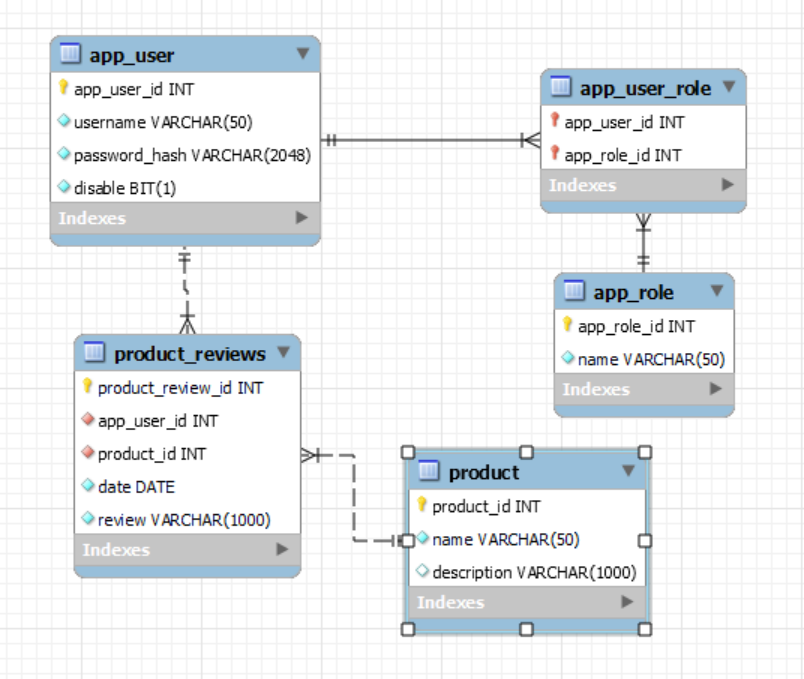 app_user
app_user_id INT
username VARCHAR(50)
password_hash VARCHAR(2048)
disable BIT(1)
Indexes
app_user_role
app_user_id INT
app_role_id INT
Indexes
app_role
app_role_id INT
name VARCHAR(50)
Indexes
product_reviews
product_review_id INT
app_user_id INT
product_id INT
date DATE
review VARCHAR(1000)
Indexes
product
product_id INT
name VARCHAR(50)
description VARCHAR(1000)
Indexes